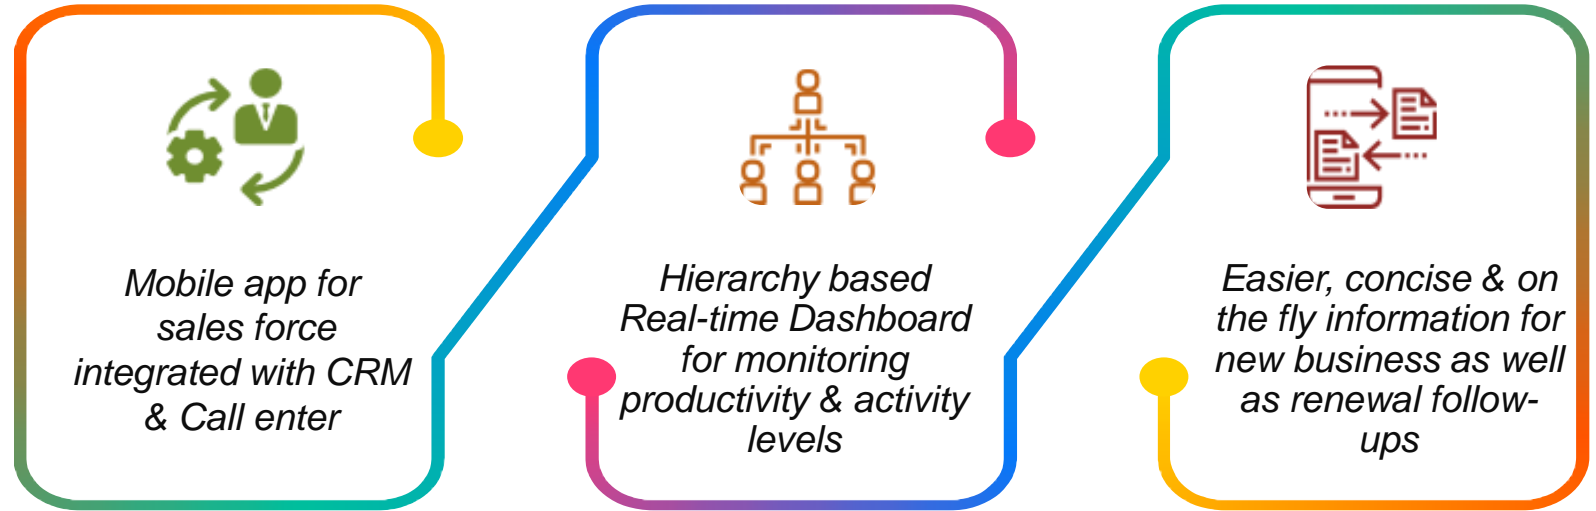 Mobile app for
sales force
integrated with CRM
& Call enter
Hierarchy based
Real-time Dashboard
for monitoring
productivity & activity
levels
Easier, concise & on
the fly information for
new business as well
as renewal follow-
ups